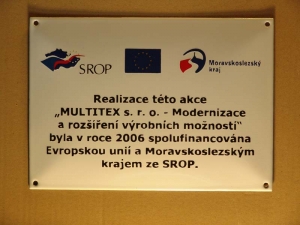 SROP
Moravskoslezský
kraj
Realizace této akce
„MULTITEX s. r. o. - Modernizace
a rozšíření výrobních možností“
byla v roce 2006 spolufinancována
Evropskou unií a Moravskoslezským
krajem ze SROP.